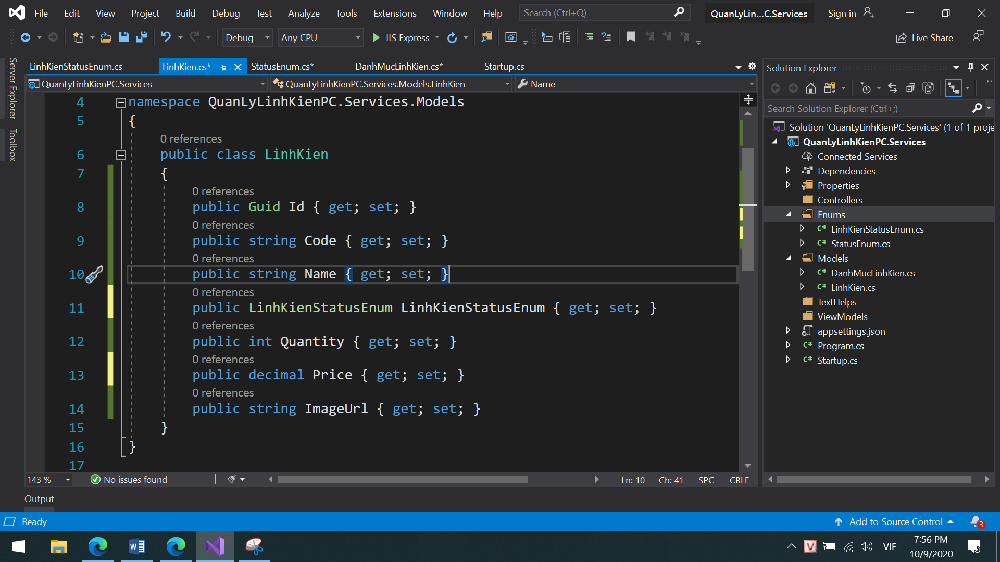 File Edit View Project Build Debug Test Analyze Tools Extensions Window Help Search (Ctrl+Q) QuanLyLin...C.Services Sign in
Debug Any CPU IIS Express Live Share
Server Explorer
Toolbox
LinhKienStatusEnum.cs LinhKien.cs* StatusEnum.cs* DanhMucLinhKien.cs* Startup.cs
QuanLyLinhKienPC.Services QuanLyLinhKienPC.Services.Models.LinhKien Name
4 namespace QuanLyLinhKienPC.Services.Models
5 {
0 references
6 public class LinhKien
7 {
0 references
8 public Guid Id { get; set; }
0 references
9 public string Code { get; set; }
0 references
10 public string Name { get; set; }
0 references
11 public LinhKienStatusEnum LinhKienStatusEnum { get; set; }
0 references
12 public int Quantity { get; set; }
0 references
13 public decimal Price { get; set; }
0 references
14 public string ImageUrl { get; set; }
15 }
16 }
17
143 % No issues found Ln: 10 Ch: 41 SPC CRLF
Solution Explorer
Search Solution Explorer (Ctrl+;)
Solution 'QuanLyLinhKienPC.Services' (1 of 1 proje
QuanLyLinhKienPC.Services
Connected Services
Dependencies
Properties
Controllers
Enums
C# LinhKienStatusEnum.cs
C# StatusEnum.cs
Models
C# DanhMucLinhKien.cs
C# LinhKien.cs
TextHelps
ViewModels
appsettings.json
C# Program.cs
C# Startup.cs
Output
Ready Add to Source Control 3
VIE 7:56 PM
10/9/2020